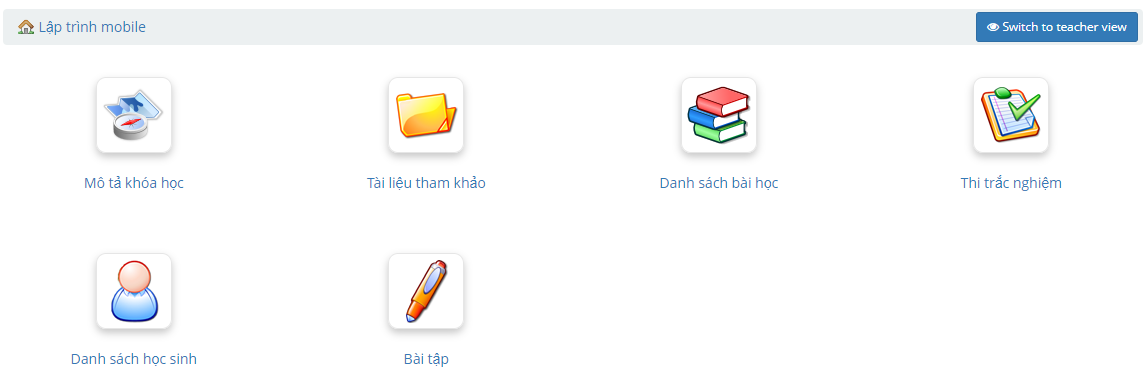 Lập trình mobile
Switch to teacher view
Mô tả khóa học
Tài liệu tham khảo
Danh sách bài học
Thi trắc nghiệm
Danh sách học sinh
Bài tập